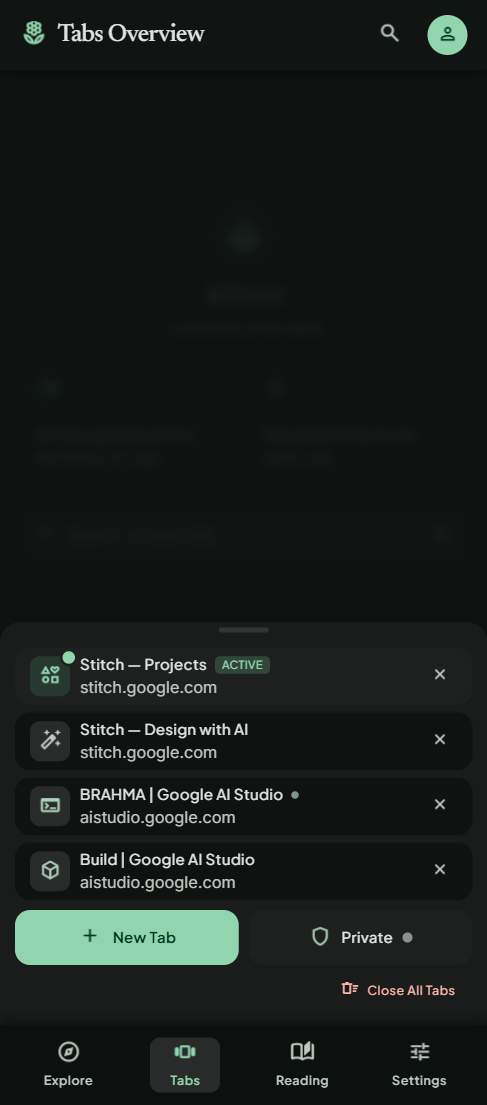 Tabs Overview
Stitch — Projects ACTIVE
stitch.google.com
Stitch — Design with AI
stitch.google.com
BRAHMA | Google AI Studio
aistudio.google.com
Build | Google AI Studio
aistudio.google.com
New Tab
Private
Close All Tabs
Explore
Tabs
Reading
Settings